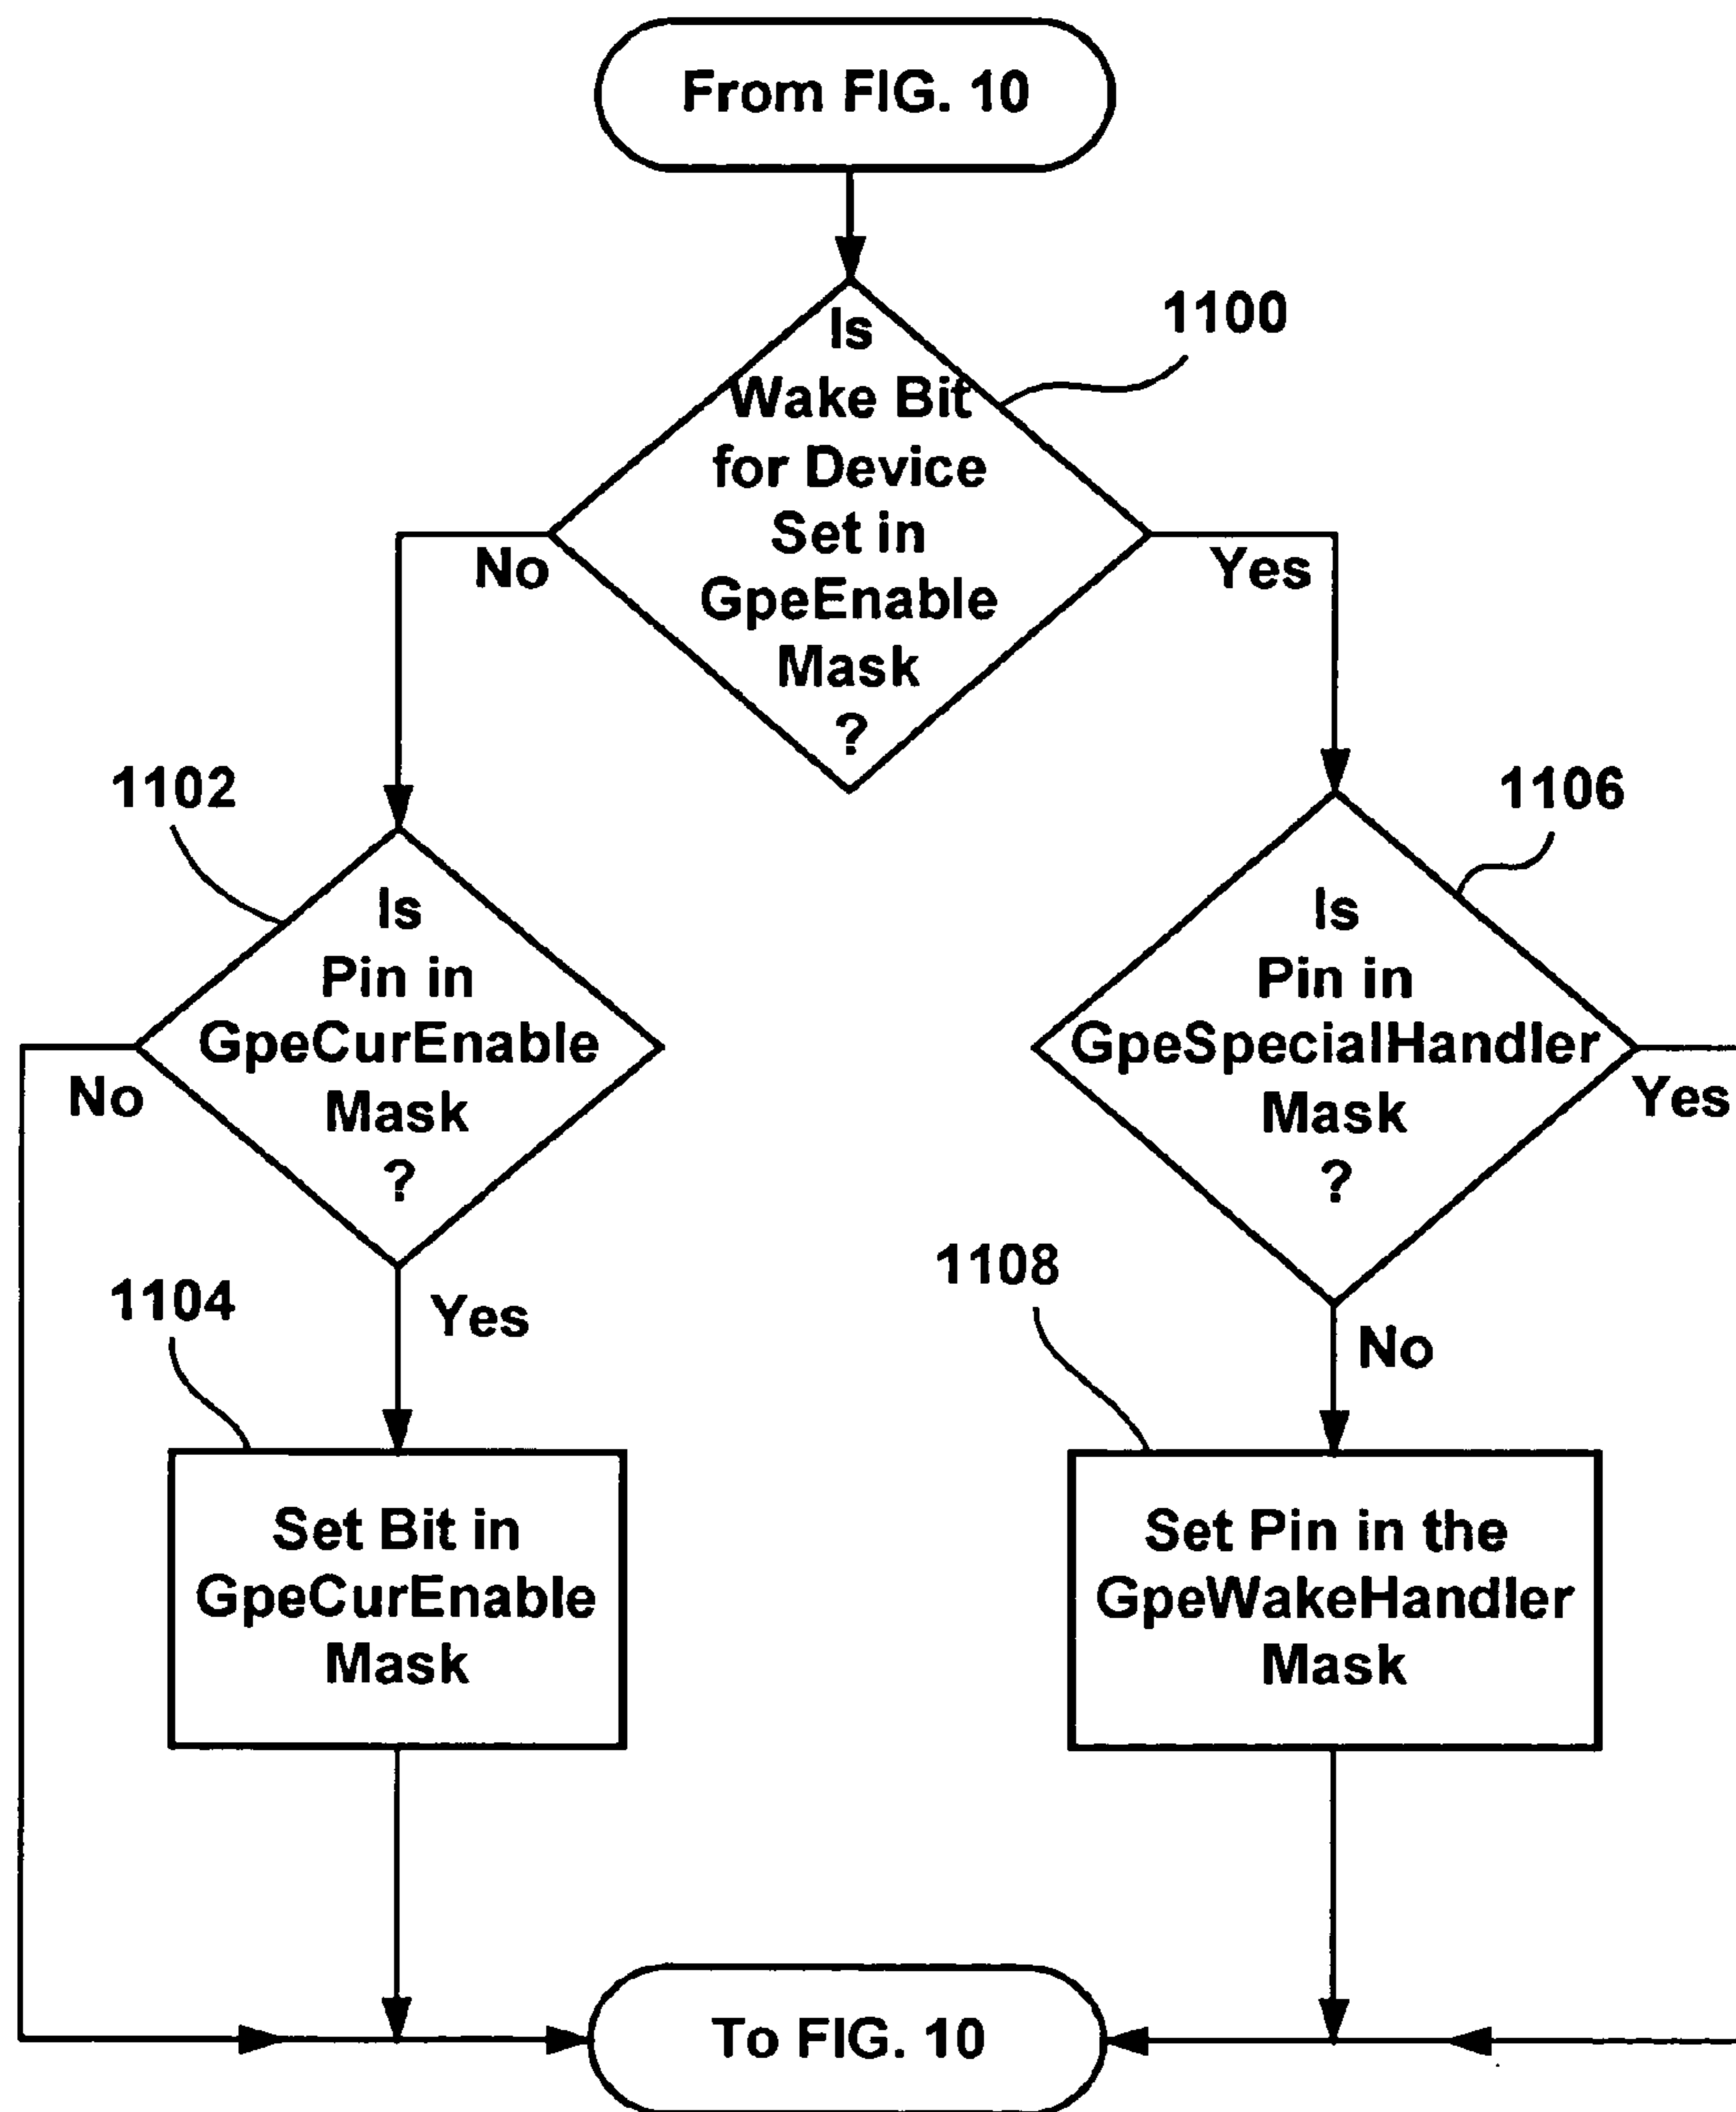 From FIG. 10
1100
Is
Wake Bit
for Device
Set in
GpeEnable
Mask
?
No
Yes
1102
1106
Is
Pin in
GpeCurEnable
Mask
?
No
Is
Pin in
GpeSpecialHandler
Mask
?
Yes
1104
Yes
1108
No
Set Bit in
GpeCurEnable
Mask
Set Pin in the
GpeWakeHandler
Mask
To FIG. 10